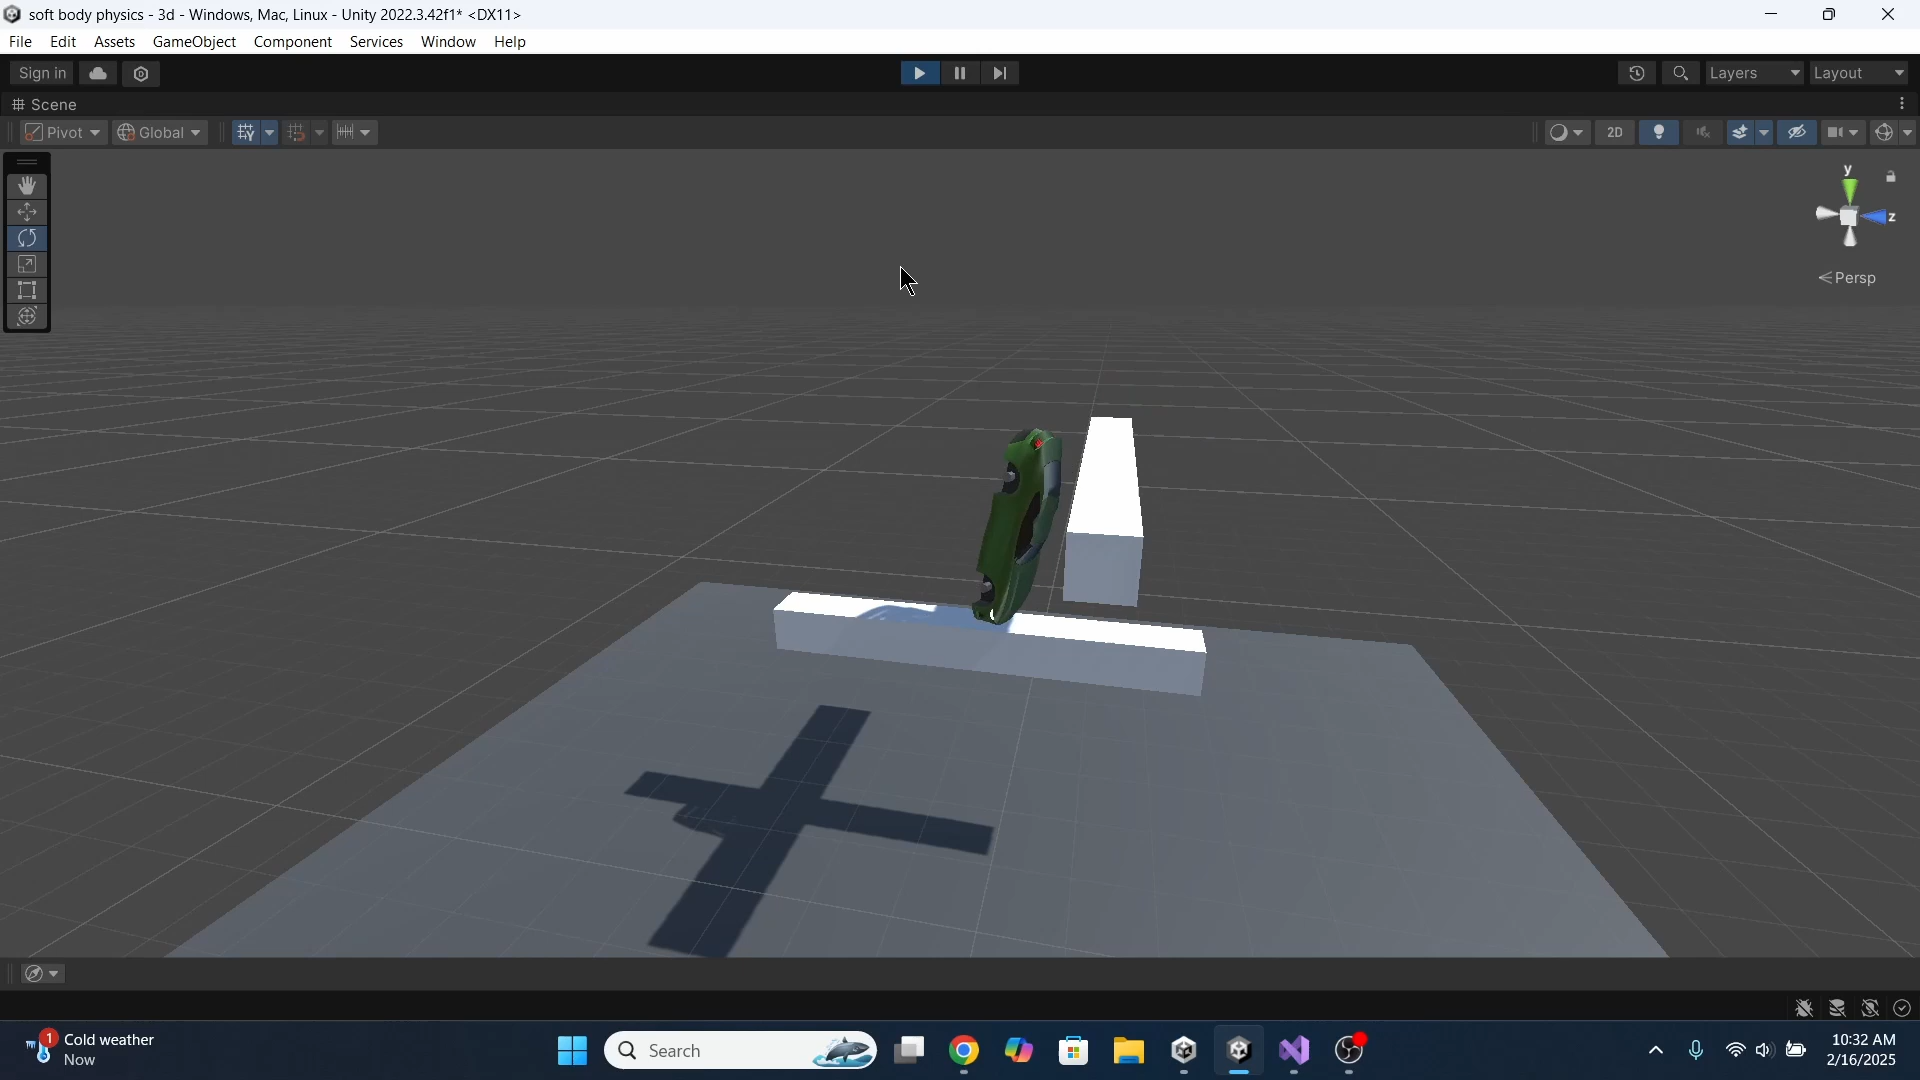 soft body physics - 3d - Windows, Mac, Linux - Unity 2022.3.42f1* <DX11>
File Edit Assets GameObject Component Services Window Help
Sign in
Layers
Layout
Scene
Pivot
Global
2D
y
z
Persp
1
Cold weather
Now
Search
10:32 AM
2/16/2025